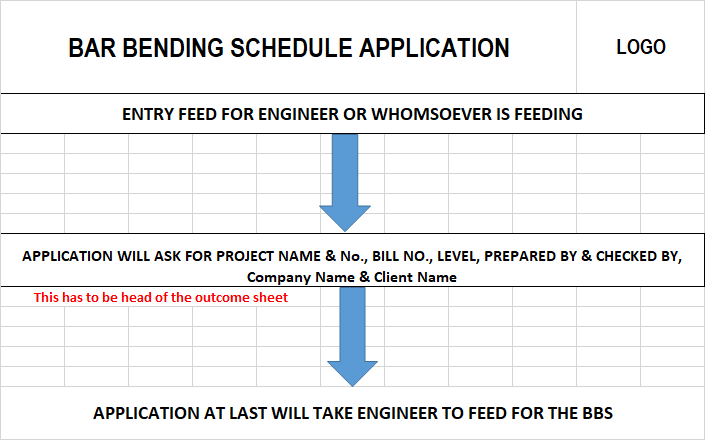 BAR BENDING SCHEDULE APPLICATION
LOGO
ENTRY FEED FOR ENGINEER OR WHOMSOEVER IS FEEDING
APPLICATION WILL ASK FOR PROJECT NAME & No., BILL NO., LEVEL, PREPARED BY & CHECKED BY,
Company Name & Client Name
This has to be head of the outcome sheet
APPLICATION AT LAST WILL TAKE ENGINEER TO FEED FOR THE BBS